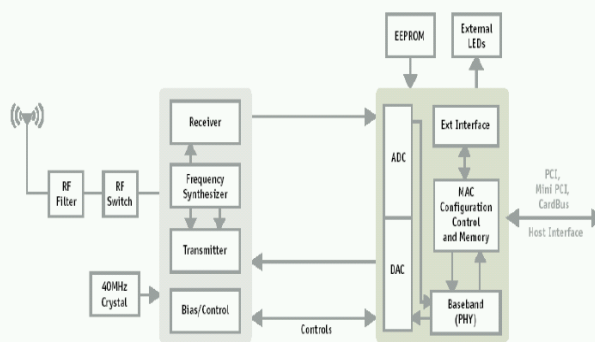 EEPROM
External
LEDs
Receiver
Ext Interface
ADC
Frequency
Synthesizer
RF
Filter
RF
Switch
MAC
Configuration
Control
and Memory
PCI,
Mini PCI,
CardBus
Host Interface
Transmitter
DAC
40MHz
Crystal
Bias/Control
Controls
Baseband
(PHY)